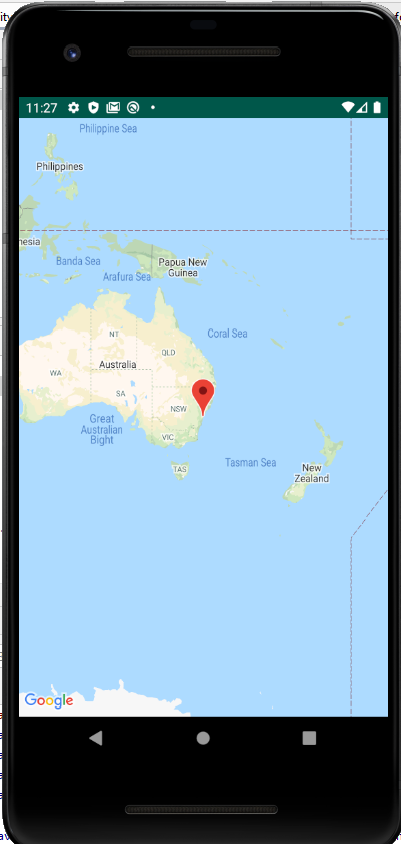 11:27
Philippine Sea
Philippines
nesia
Banda Sea
Papua New
Guinea
Arafura Sea
Coral Sea
NT
QLD
Australia
WA
SA
NSW
Great
Australian
Bight
VIC
Tasman Sea
TAS
New
Zealand
Google